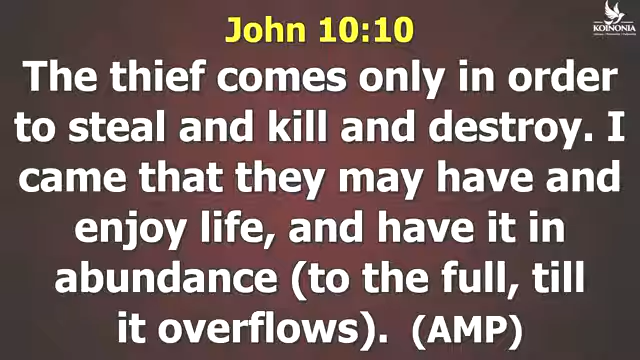 John 10:10
KOINONIA
The thief comes only in order
to steal and kill and destroy. I
came that they may have and
enjoy life, and have it in
abundance (to the full, till
it overflows). (AMP)